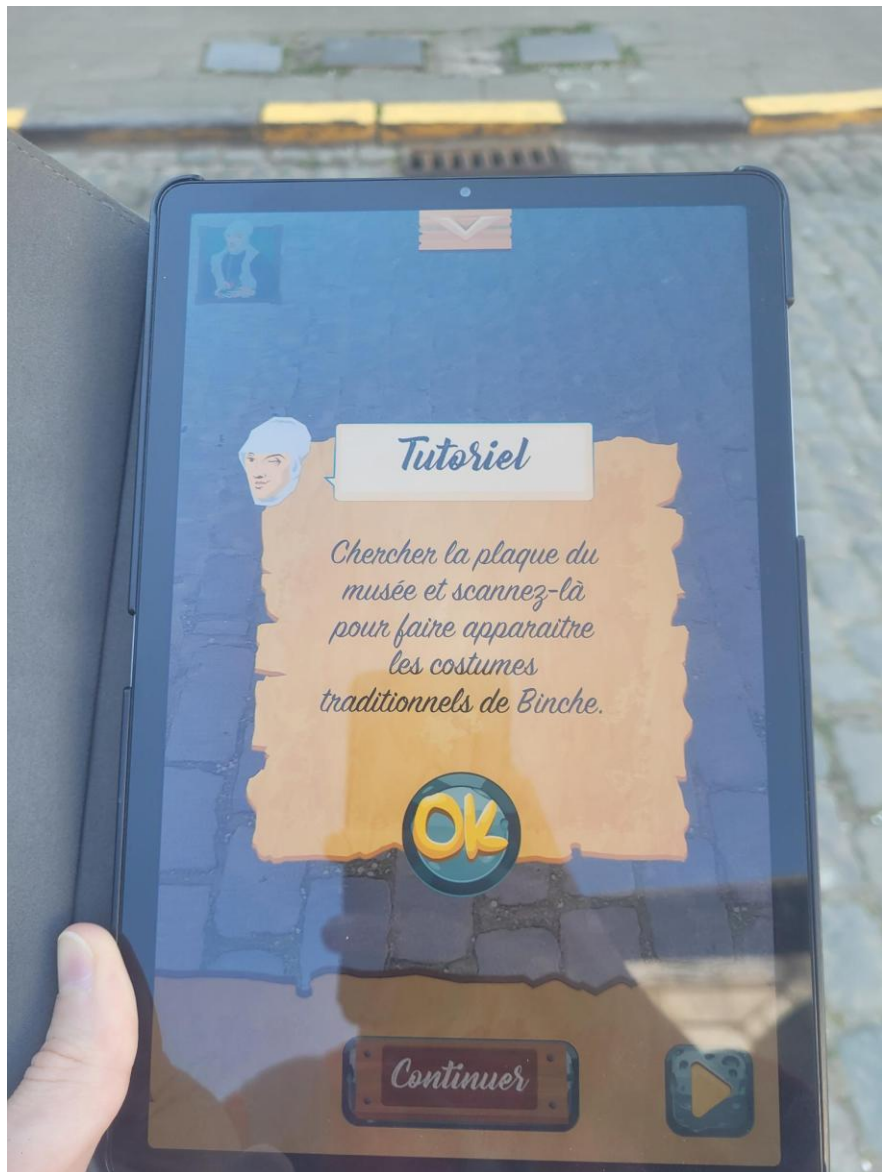 Tutoriel
Chercher la plaque du
musée et scannez-là
pour faire apparaitre
les costumes
traditionnels de Binche.
OK
Continuer